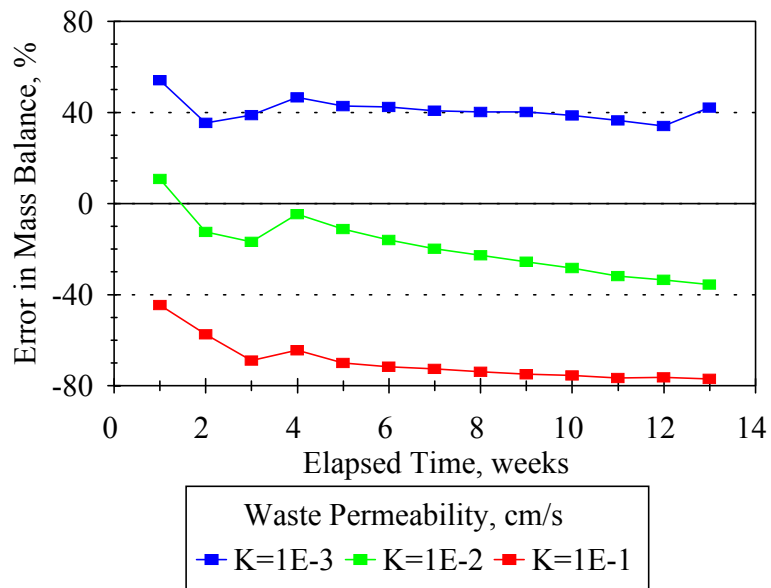 Error in Mass Balance, %
80
40
0
-40
-80
0 2 4 6 8 10 12 14
Elapsed Time, weeks
Waste Permeability, cm/s
K=1E-3 K=1E-2 K=1E-1